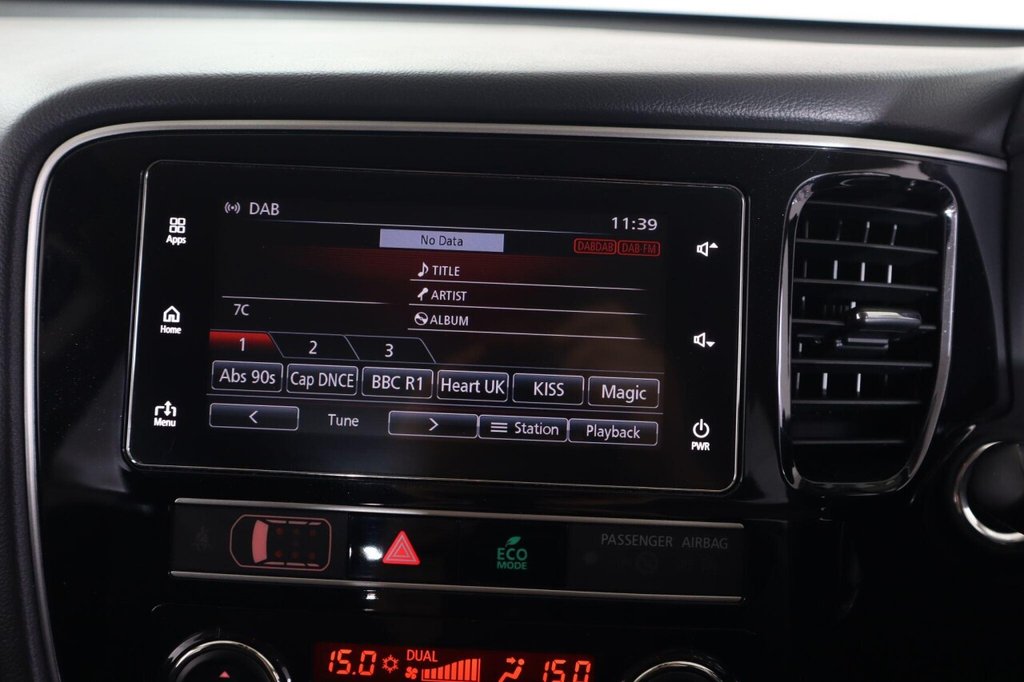 DAB
11:39
No Data
DABDAB DAB-FM
Apps
TITLE
ARTIST
ALBUM
7C
Home
1 2 3
Abs 90s Cap DNCE BBC R1 Heart UK KISS Magic
< Tune > Station Playback
Menu
PWR
PASSENGER AIRBAG
ECO
MODE
DUAL
15.0 15.0